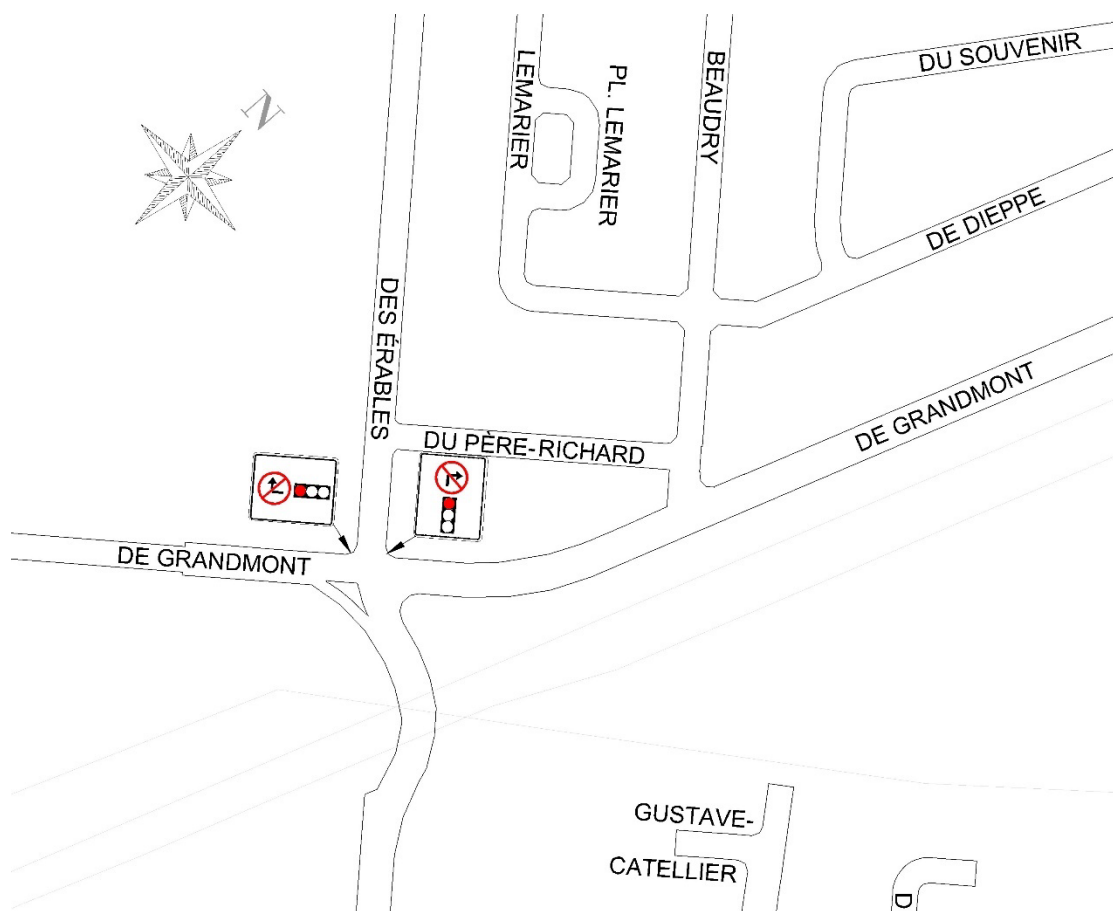 DU SOUVENIR
N
LEMARIER
PL. LEMARIER
BEAUDRY
DE DIEPPE
DES ÉRABLES
DE GRANDMONT
DU PÈRE-RICHARD
DE GRANDMONT
GUSTAVE-
CATELLIER
D